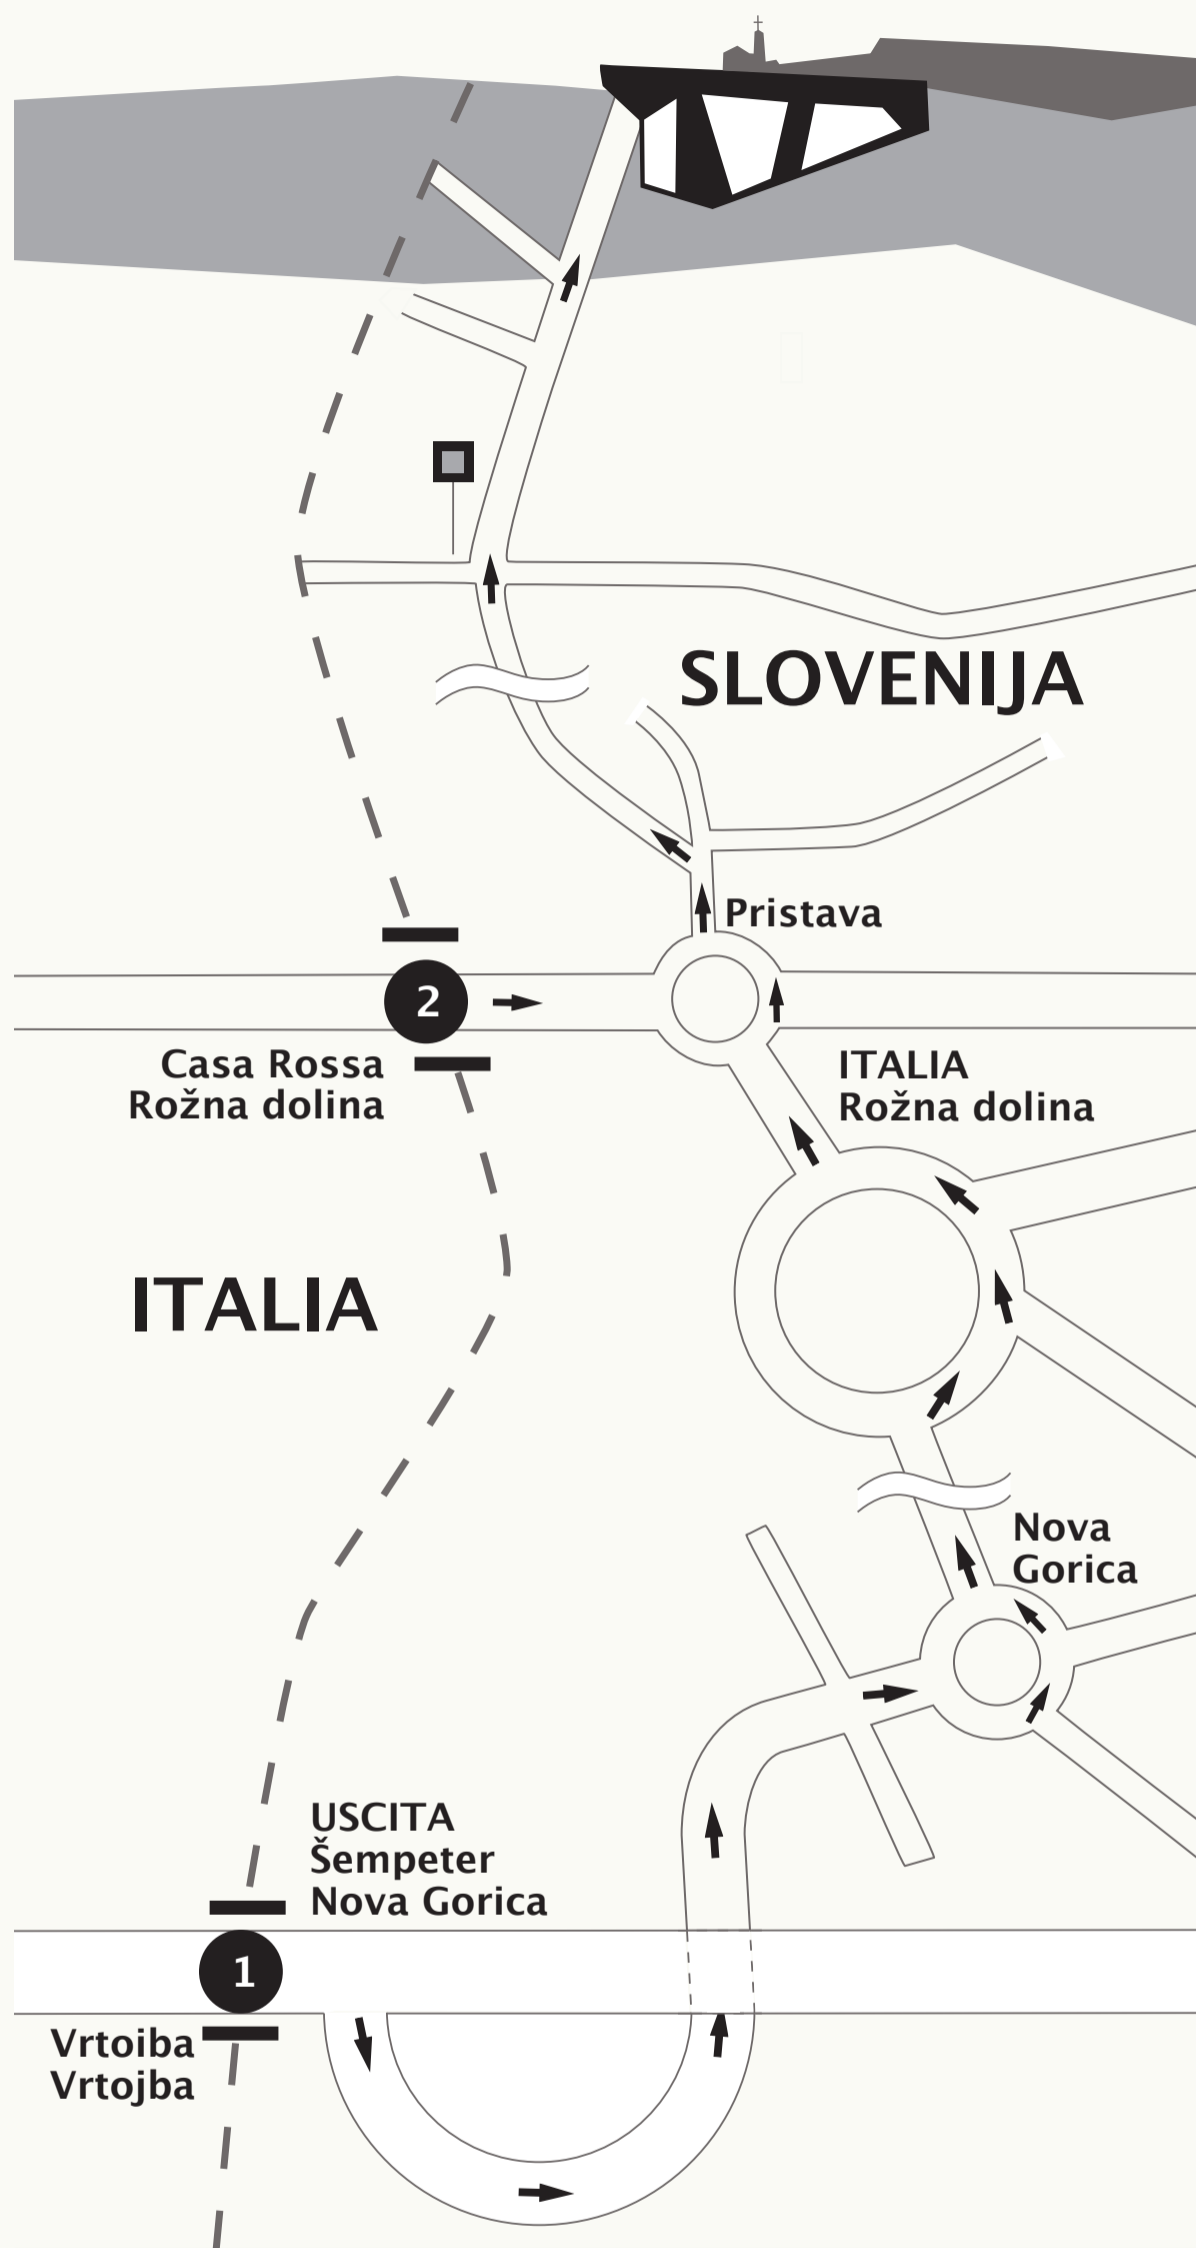 SLOVENIJA
Pristava
2
Casa Rossa
Rožna dolina
ITALIA
Rožna dolina
ITALIA
Nova
Gorica
USCITA
Šempeter
Nova Gorica
1
Vrtoiba
Vrtojba